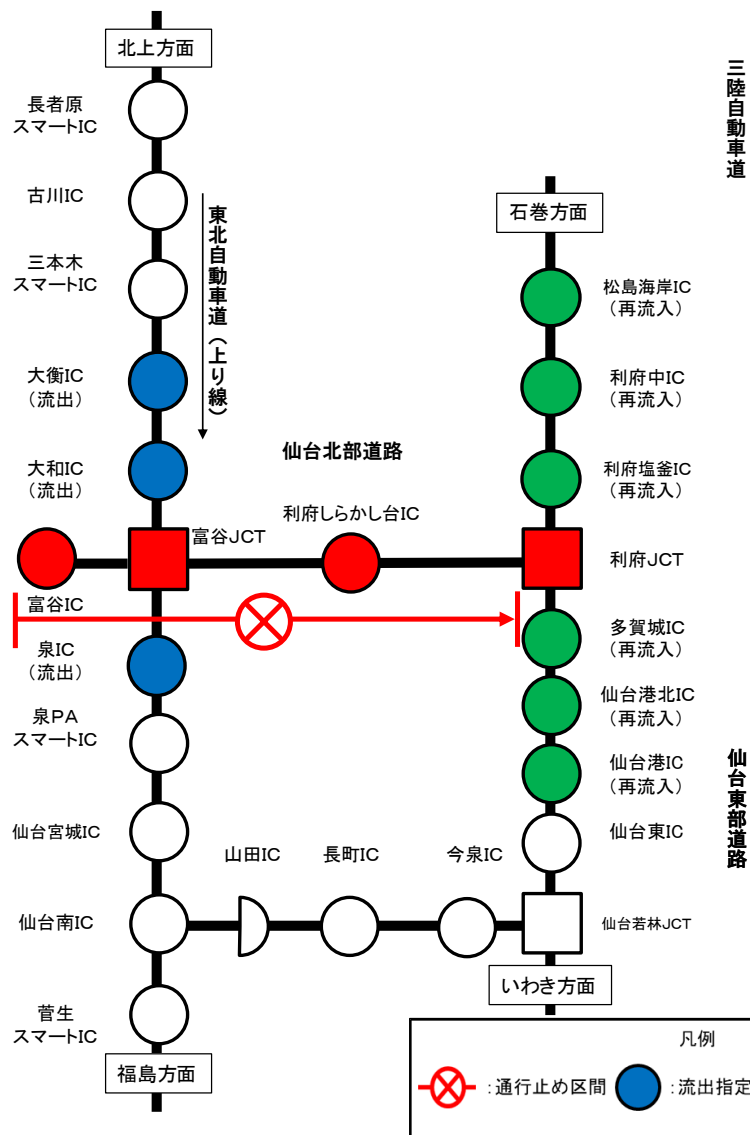 北上方面
長者原
スマートIC
古川IC
三本木
スマートIC
東北自動車道（上り線）
大衡IC
（流出）
大和IC
（流出）
富谷JCT
富谷IC
泉IC
（流出）
泉PA
スマートIC
仙台宮城IC
仙台南IC
菅生
スマートIC
福島方面
仙台北部道路
利府しらかし台IC
山田IC
長町IC
今泉IC
三陸自動車道
石巻方面
松島海岸IC
（再流入）
利府中IC
（再流入）
利府塩釜IC
（再流入）
利府JCT
多賀城IC
（再流入）
仙台港北IC
（再流入）
仙台港IC
（再流入）
仙台東IC
仙台東部道路
仙台若林JCT
いわき方面
凡例
：通行止め区間
：流出指定